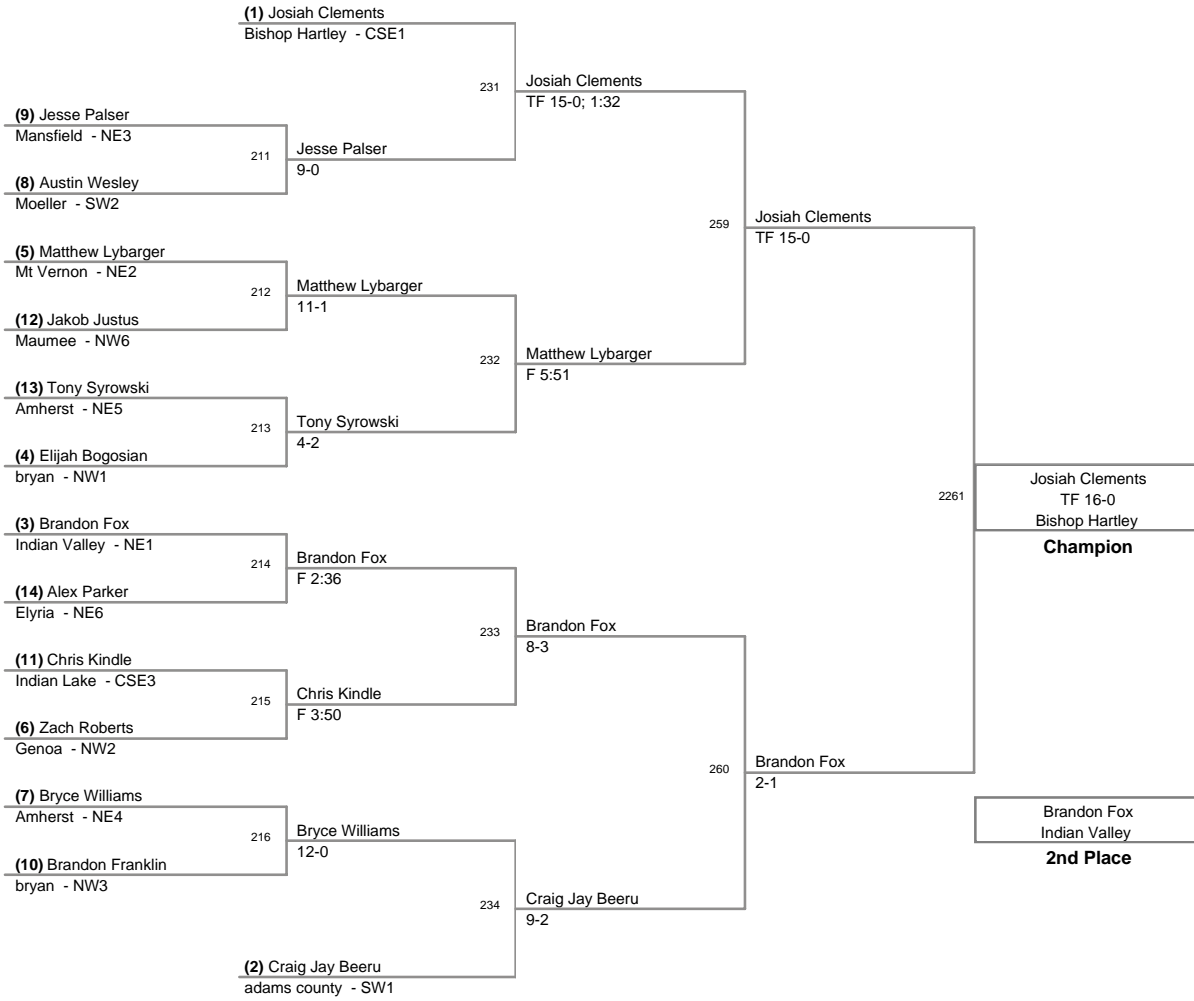 (1) Josiah Clements
Bishop Hartley - CSE1
231
Josiah Clements
TF 15-0; 1:32
(9) Jesse Palser
Mansfield - NE3
211
Jesse Palser
9-0
(8) Austin Wesley
Moeller - SW2
259
Josiah Clements
TF 15-0
(5) Matthew Lybarger
Mt Vernon - NE2
212
Matthew Lybarger
11-1
(12) Jakob Justus
Maumee - NW6
232
Matthew Lybarger
F 5:51
(13) Tony Syrowski
Amherst - NE5
213
Tony Syrowski
4-2
(4) Elijah Bogosian
bryan - NW1
2261
Josiah Clements
TF 16-0
Bishop Hartley
Champion
(3) Brandon Fox
Indian Valley - NE1
214
Brandon Fox
F 2:36
(14) Alex Parker
Elyria - NE6
233
Brandon Fox
8-3
(11) Chris Kindle
Indian Lake - CSE3
215
Chris Kindle
F 3:50
(6) Zach Roberts
Genoa - NW2
260
Brandon Fox
2-1
(7) Bryce Williams
Amherst - NE4
216
Bryce Williams
12-0
(10) Brandon Franklin
bryan - NW3
Brandon Fox
Indian Valley
2nd Place
234
Craig Jay Beeru
9-2
(2) Craig Jay Beeru
adams county - SW1